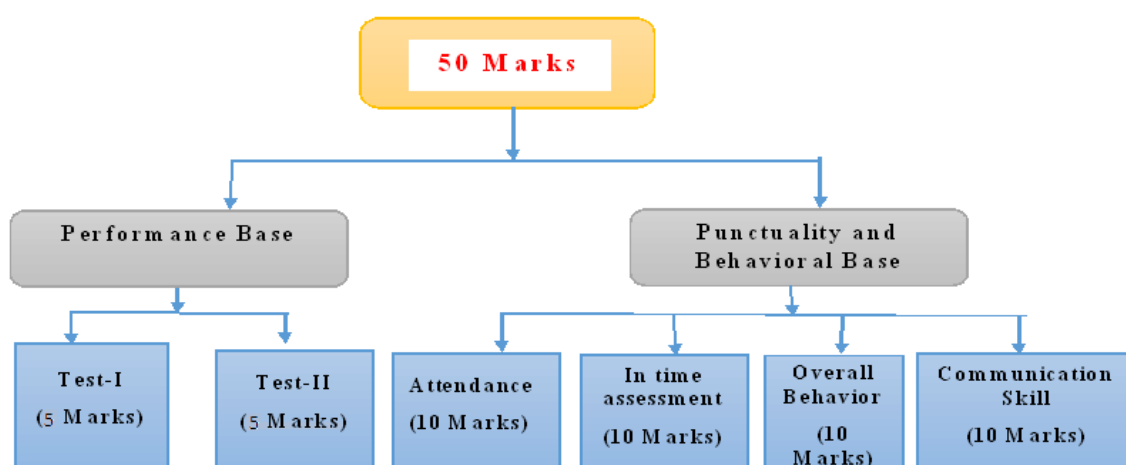 50 Marks
Performance Base
Punctuality and
Behavioral Base
Test-I
(5 Marks)
Test-II
(5 Marks)
Attendance
(10 Marks)
In time
assessment
(10 Marks)
Overall
Behavior
(10
Marks)
Communication
Skill
(10 Marks)